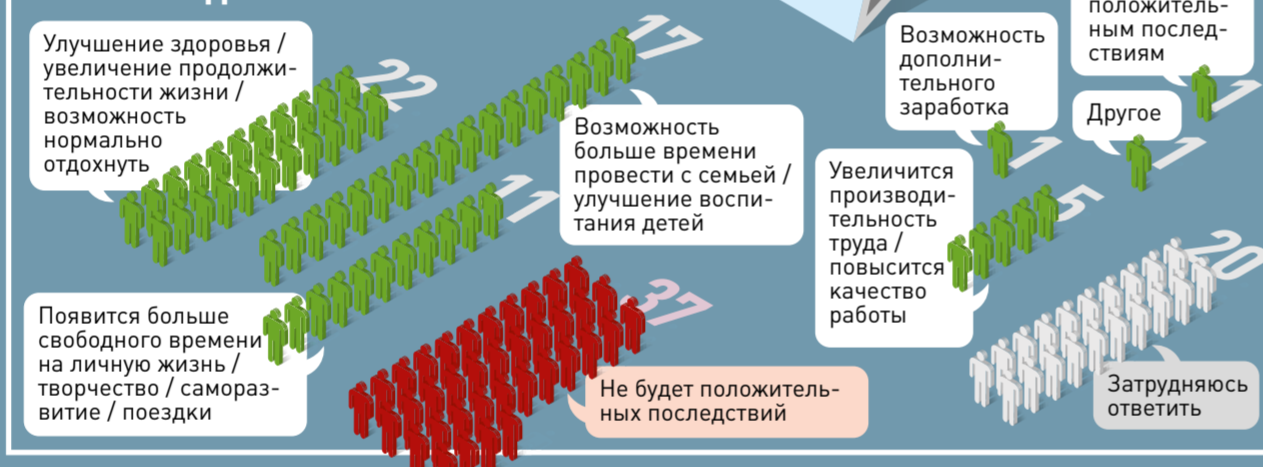 Улучшение здоровья /
увеличение продолжи-
тельности жизни /
возможность
нормально
отдохнуть
22
17
Возможность
больше времени
провести с семьей /
улучшение воспи-
тания детей
Появится больше
свободного времени
на личную жизнь /
творчество / самораз-
витие / поездки
11
37
Не будет положитель-
ных последствий
Возможность
дополни-
тельного
заработка
1
положитель-
ным послед-
ствиям
1
Другое
1
Увеличится
производи-
тельность
труда /
повысится
качество
работы
5
20
Затрудняюсь
ответить